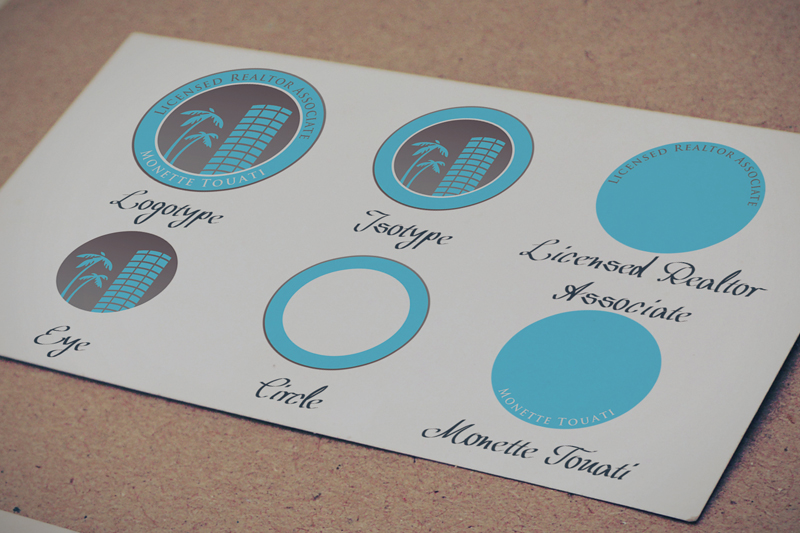 LICENSED REALTOR ASSOCIATE
MONETTE TOUATI
Logotype
Isotype
LICENSED REALTOR ASSOCIATE
Licensed Realtor
Associate
Eye
Circle
MONETTE TOUATI
Monette Touati